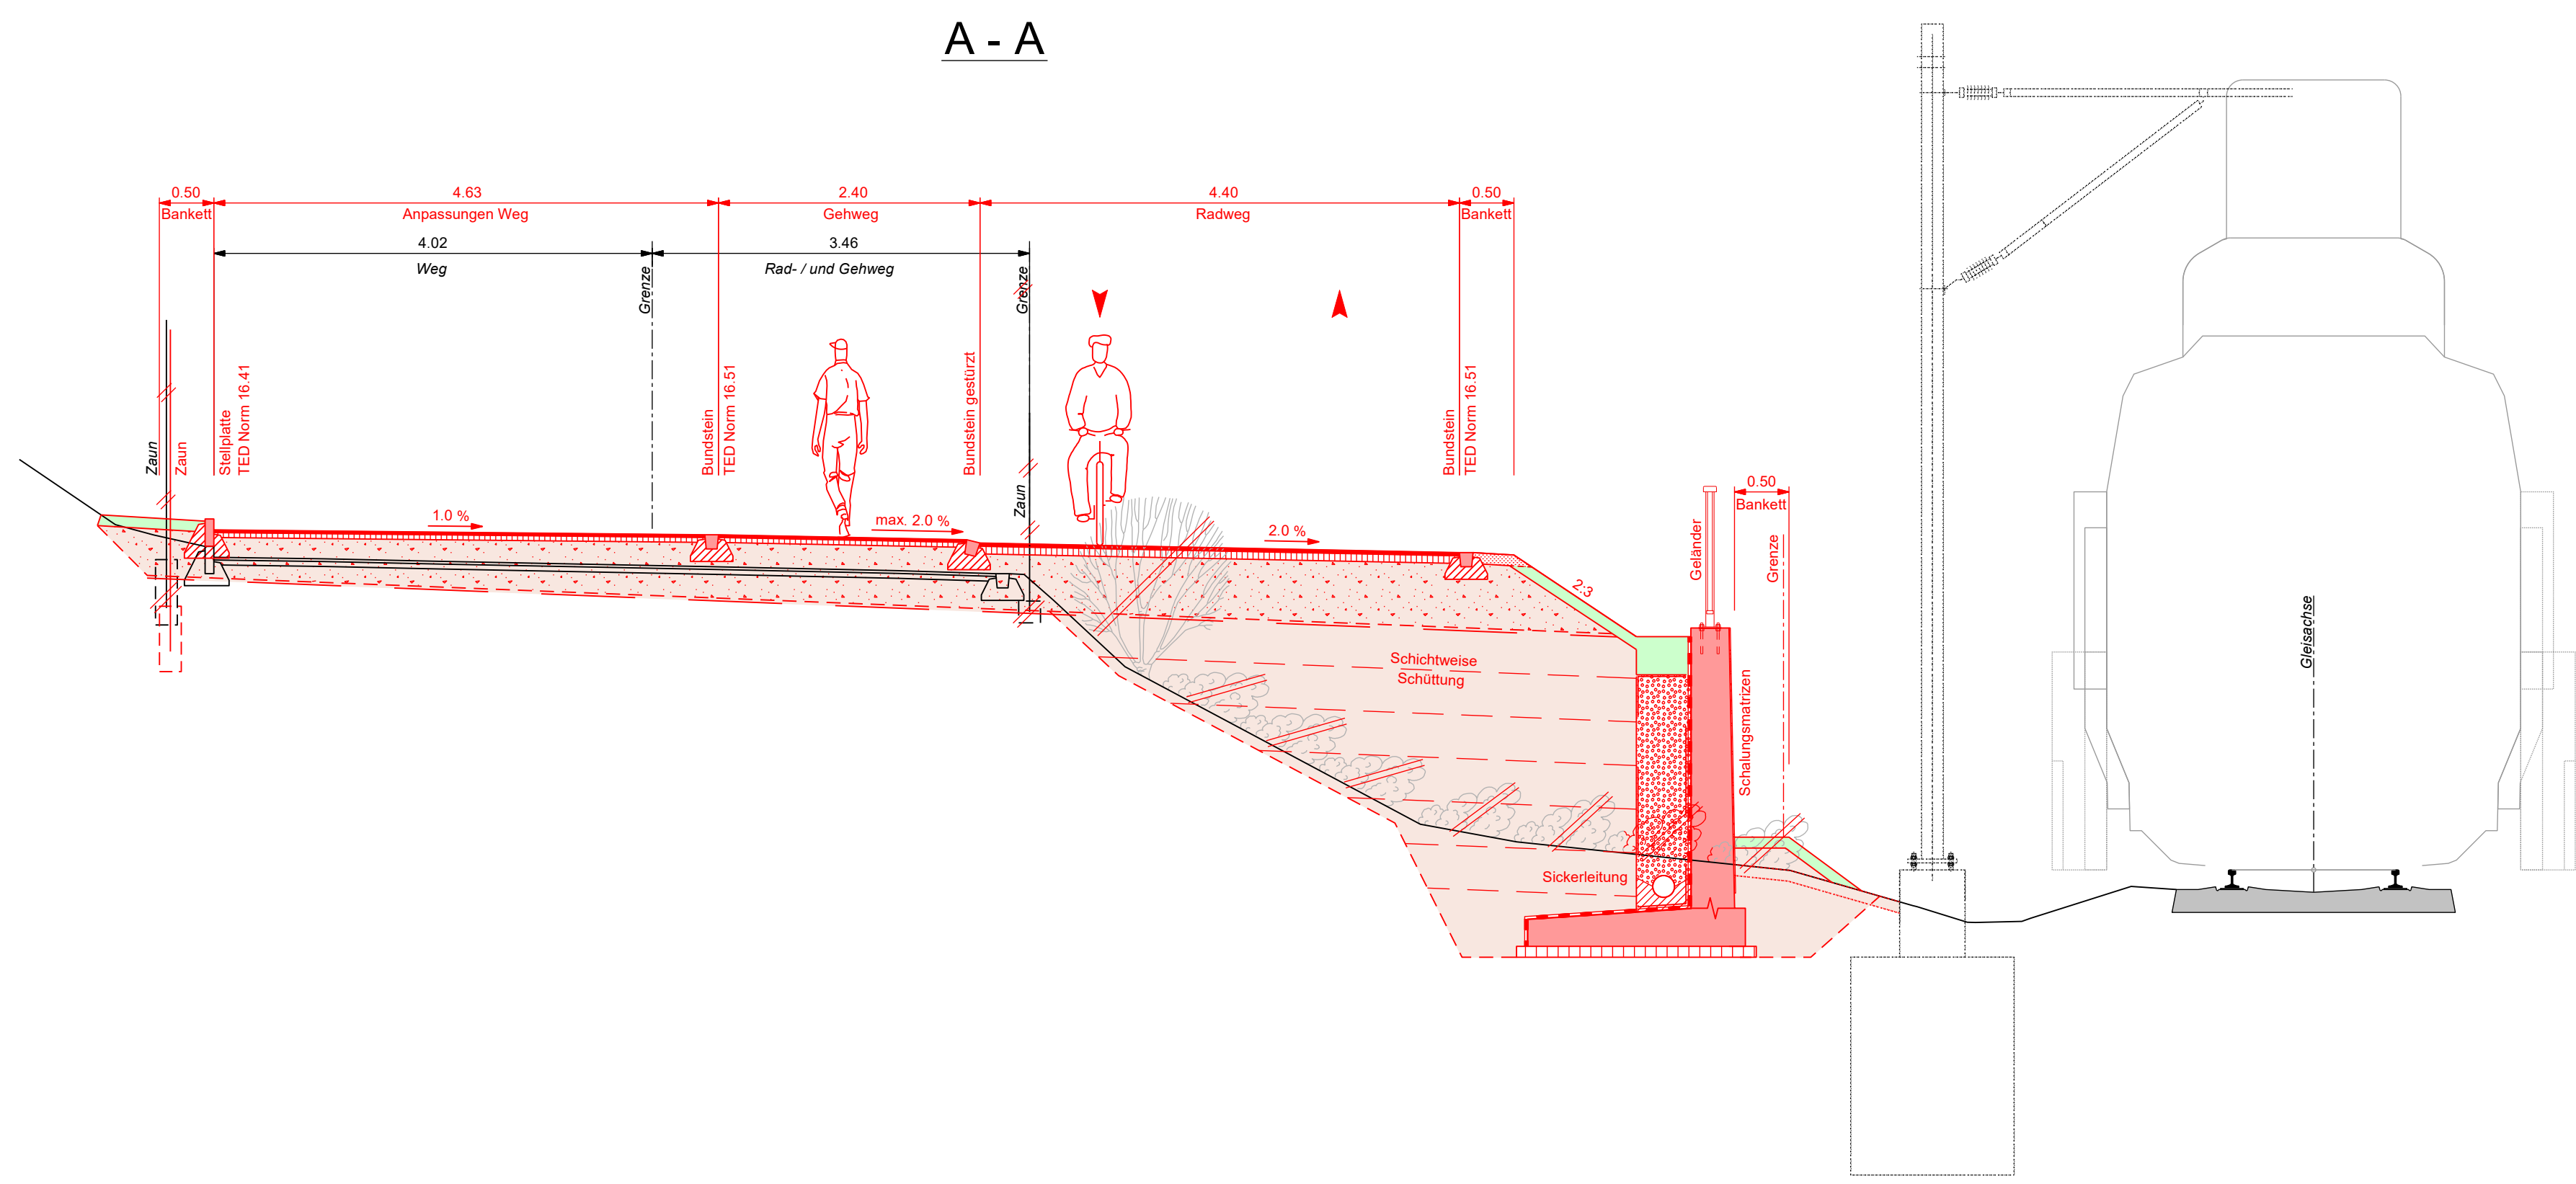 A - A
0.50
4.63
2.40
4.40
0.50
Bankett
Anpassungen Weg
Gehweg
Radweg
Bankett
4.02
3.46
Weg
Rad- / und Gehweg
Grenze
Grenze
Zaun
Zaun
Stellplatte
TED Norm 16.41
Bundstein
TED Norm 16.51
Bundstein gestürzt
Zaun
Bundstein
TED Norm 16.51
1.0 %
max. 2.0 %
2.0 %
2:3
0.50
Bankett
Geländer
Grenze
Schichtweise
Schüttung
Schalungsmatrizen
Sickerleitung
Gleisachse